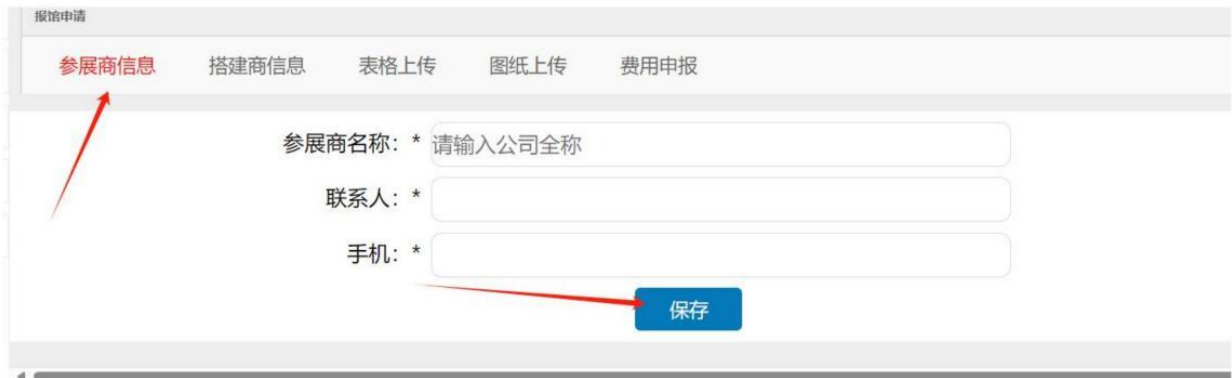 报馆申请
参展商信息 搭建商信息 表格上传 图纸上传 费用申报
参展商名称：* 请输入公司全称
联系人：*
手机：*
保存